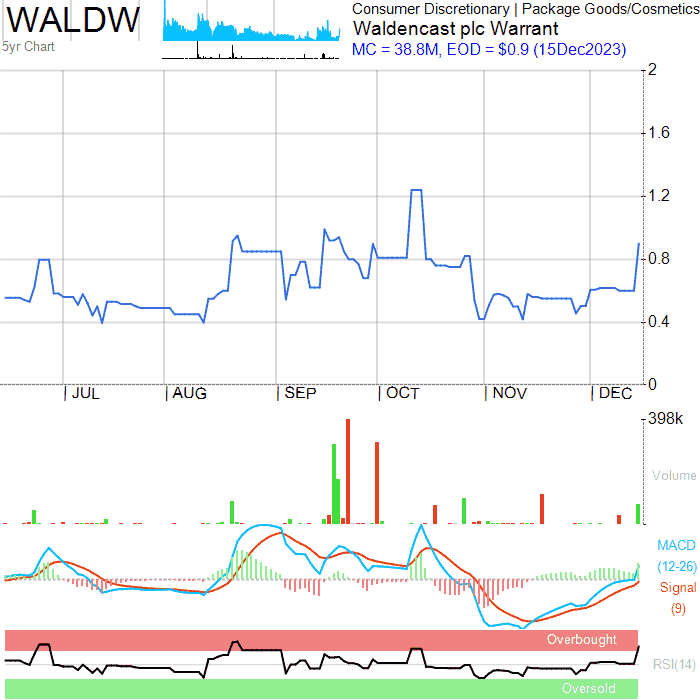 WALDW
5yr Chart
Consumer Discretionary | Package Goods/Cosmetics
Waldencast plc Warrant
MC = 38.8M, EOD = $0.9 (15Dec2023)
2
1.6
1.2
0.8
0.4
0
| JUL | AUG | SEP | OCT | NOV | DEC
398k
Volume
MACD
(12-26)
Signal
(9)
Overbought
RSI(14)
Oversold